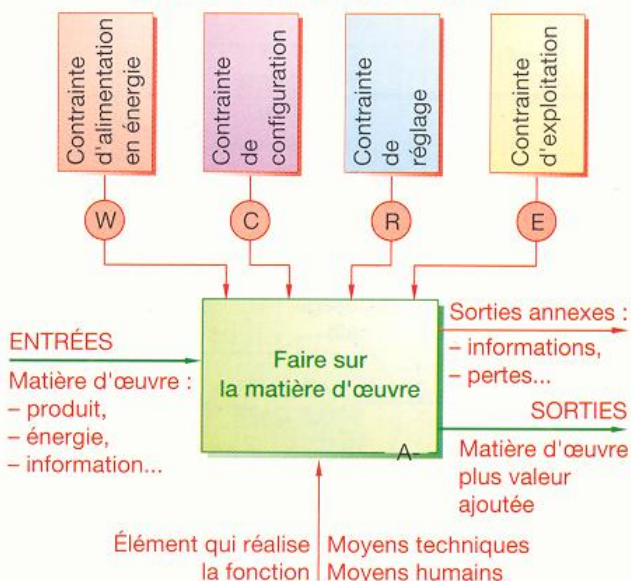 Contrainte
d'alimentation
en énergie
Contrainte
de
configuration
Contrainte
de
réglage
Contrainte
d'exploitation
W
C
R
E
ENTRÉES
Matière d'œuvre :
– produit,
– énergie,
– information...
Faire sur
la matière d'œuvre
A-
Sorties annexes :
– informations,
– pertes...
SORTIES
Matière d'œuvre
plus valeur
ajoutée
Élément qui réalise
la fonction
Moyens techniques
Moyens humains